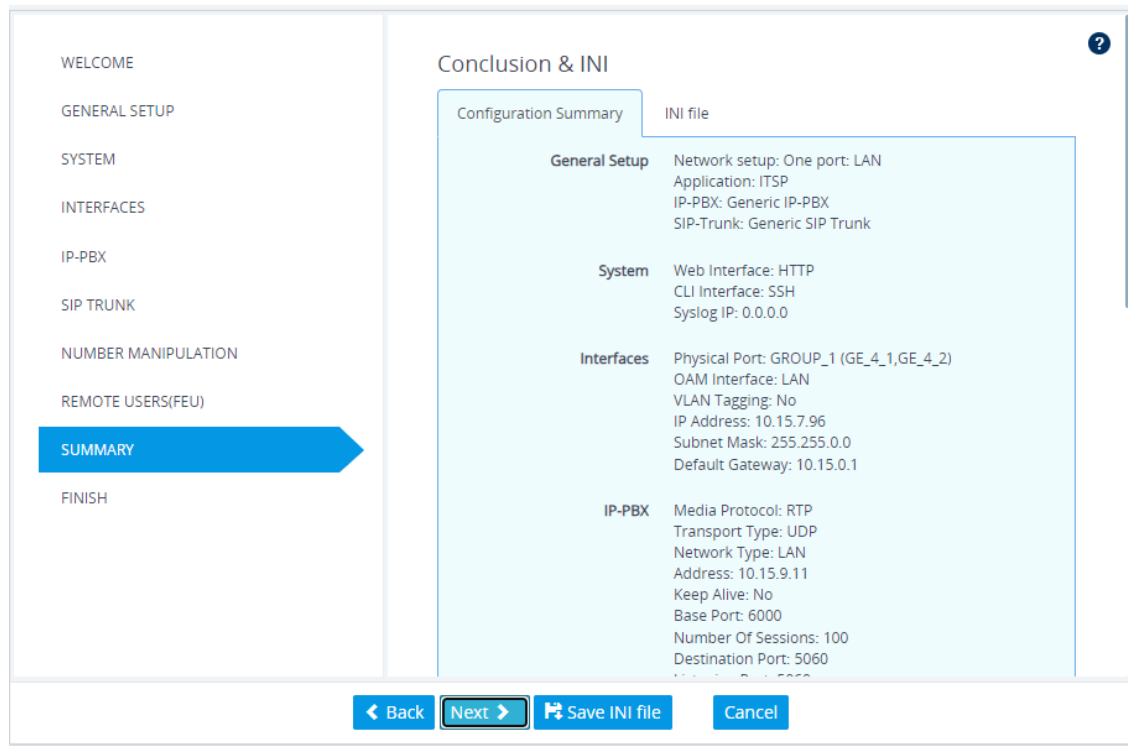 WELCOME
GENERAL SETUP
SYSTEM
INTERFACES
IP-PBX
SIP TRUNK
NUMBER MANIPULATION
REMOTE USERS(FEU)
SUMMARY
FINISH
?
Conclusion & INI
Configuration Summary INI file
General Setup Network setup: One port: LAN
Application: ITSP
IP-PBX: Generic IP-PBX
SIP-Trunk: Generic SIP Trunk
System Web Interface: HTTP
CLI Interface: SSH
Syslog IP: 0.0.0.0
Interfaces Physical Port: GROUP_1 (GE_4_1,GE_4_2)
OAM Interface: LAN
VLAN Tagging: No
IP Address: 10.15.7.96
Subnet Mask: 255.255.0.0
Default Gateway: 10.15.0.1
IP-PBX Media Protocol: RTP
Transport Type: UDP
Network Type: LAN
Address: 10.15.9.11
Keep Alive: No
Base Port: 6000
Number Of Sessions: 100
Destination Port: 5060
Back Next Save INI file Cancel